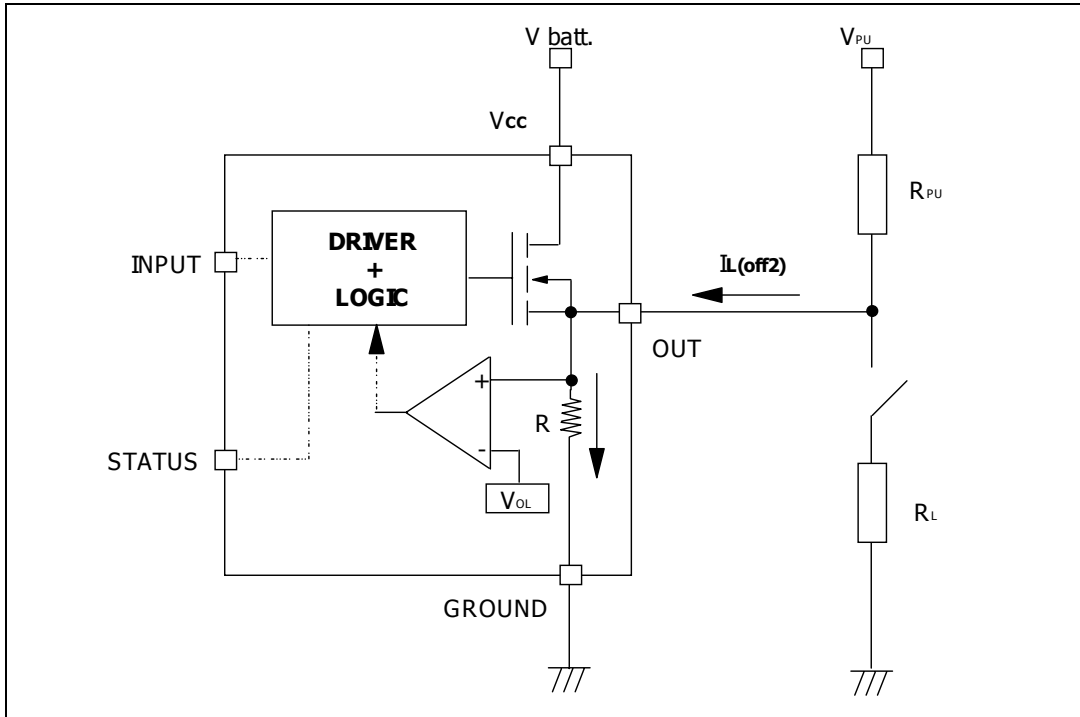 V batt.
VPU
Vcc
RPU
DRIVER
+
LOGIC
INPUT
IL(off2)
OUT
+
R
-
STATUS
VOL
RL
GROUND